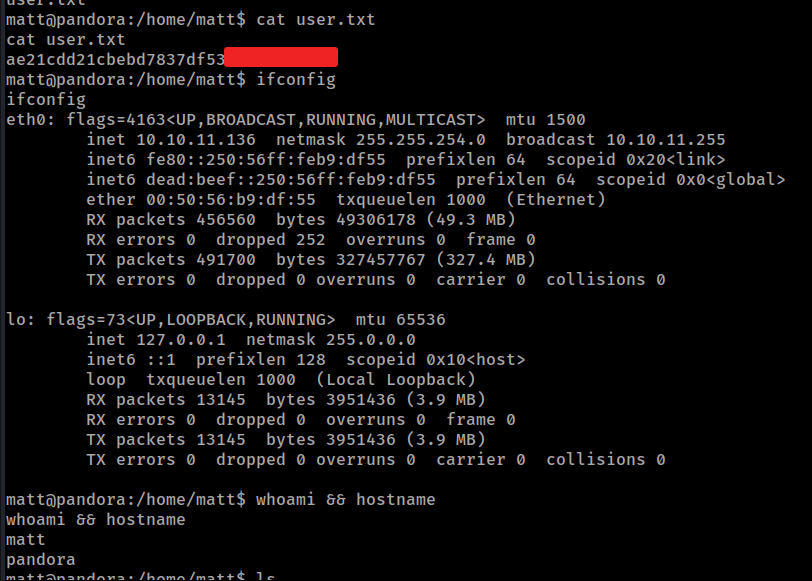 user.txt
matt@pandora:/home/matt$ cat user.txt
cat user.txt
ae21cdd21cbebd7837df53
matt@pandora:/home/matt$ ifconfig
ifconfig
eth0: flags=4163<UP,BROADCAST,RUNNING,MULTICAST>  mtu 1500
        inet 10.10.11.136  netmask 255.255.254.0  broadcast 10.10.11.255
        inet6 fe80::250:56ff:feb9:df55  prefixlen 64  scopeid 0x20<link>
        inet6 dead:beef::250:56ff:feb9:df55  prefixlen 64  scopeid 0x0<global>
        ether 00:50:56:b9:df:55  txqueuelen 1000  (Ethernet)
        RX packets 456560  bytes 49306178 (49.3 MB)
        RX errors 0  dropped 252  overruns 0  frame 0
        TX packets 491700  bytes 327457767 (327.4 MB)
        TX errors 0  dropped 0 overruns 0  carrier 0  collisions 0

lo: flags=73<UP,LOOPBACK,RUNNING>  mtu 65536
        inet 127.0.0.1  netmask 255.0.0.0
        inet6 ::1  prefixlen 128  scopeid 0x10<host>
        loop  txqueuelen 1000  (Local Loopback)
        RX packets 13145  bytes 3951436 (3.9 MB)
        RX errors 0  dropped 0  overruns 0  frame 0
        TX packets 13145  bytes 3951436 (3.9 MB)
        TX errors 0  dropped 0 overruns 0  carrier 0  collisions 0

matt@pandora:/home/matt$ whoami && hostname
whoami && hostname
matt
pandora
matt@pandora:/home/matt$ ls